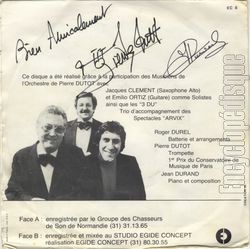 EC 6
Bien Amicalement
Ce disque a été réalisé grâce à la participation des Musiciens de
l'Orchestre de Pierre DUTOT avec
Jacques CLEMENT (Saxophone Alto)
et Emilio ORTIZ (Guitare) comme Solistes
ainsi que les "3 DU"
Trio d'accompagnement des
Spectacles "ARVIX"
Roger DUREL
Batterie et arrangements
Pierre DUTOT
Trompette
1er Prix du Conservatoire
de Musique de Paris
Jean DURAND
Piano et composition
Face A : enregistrée par le Groupe des Chasseurs
de Son de Normandie (31) 31.13.65
Face B : enregistrée et mixée au STUDIO EGIDE CONCEPT
réalisation EGIDE CONCEPT (31) 80.30.55